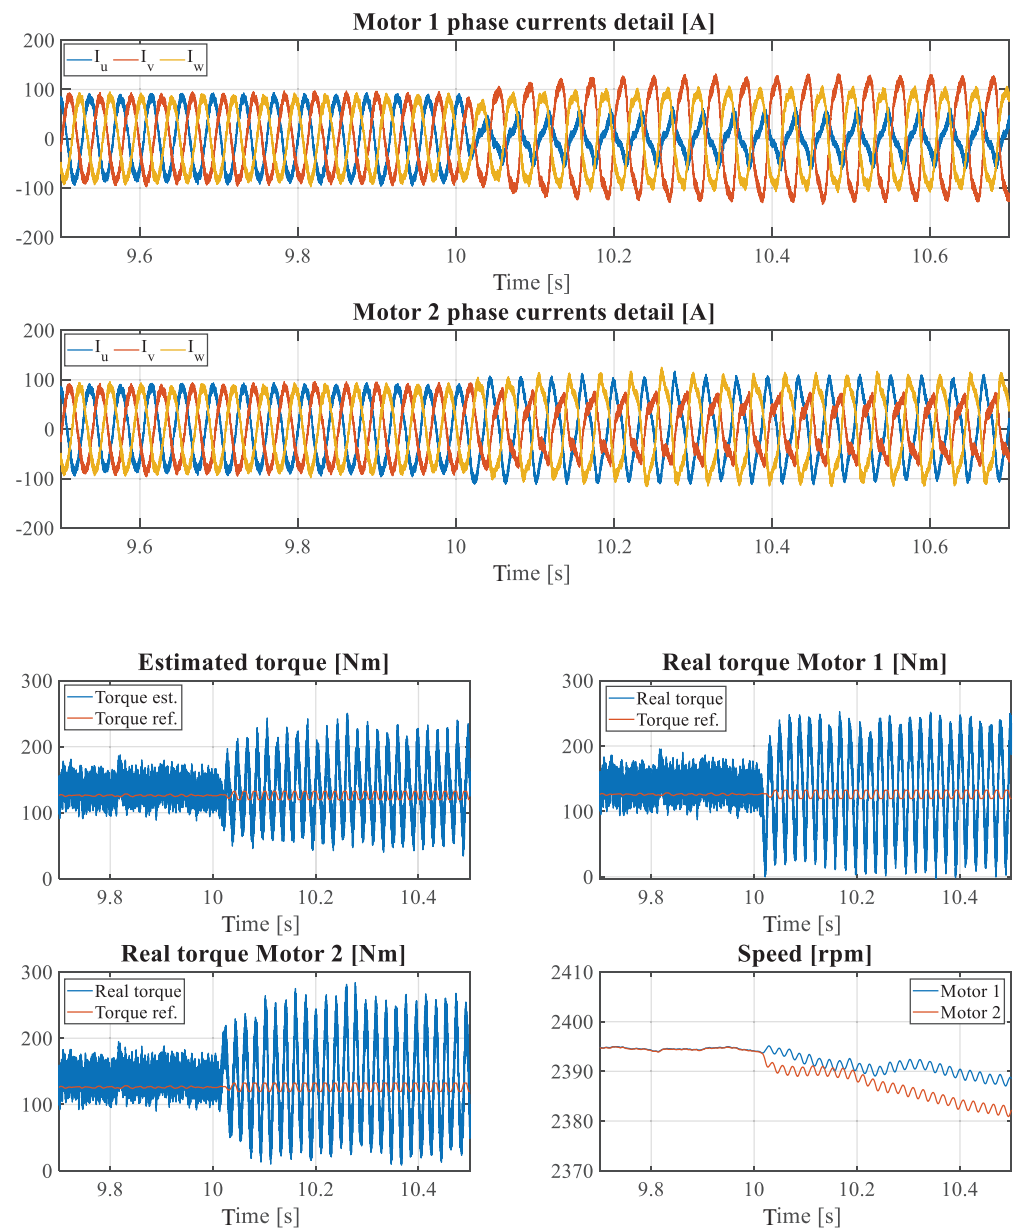 Motor 1 phase currents detail [A]
200
I_u I_v I_w
100
0
-100
-200
9.6 9.8 10 10.2 10.4 10.6
Time [s]
Motor 2 phase currents detail [A]
200
I_u I_v I_w
100
0
-100
-200
9.6 9.8 10 10.2 10.4 10.6
Time [s]
Estimated torque [Nm]
300
Torque est.
Torque ref.
200
100
0
9.8 10 10.2 10.4
Time [s]
Real torque Motor 1 [Nm]
300
Real torque
Torque ref.
200
100
0
9.8 10 10.2 10.4
Time [s]
Real torque Motor 2 [Nm]
300
Real torque
Torque ref.
200
100
0
9.8 10 10.2 10.4
Time [s]
Speed [rpm]
2410
Motor 1
Motor 2
2400
2390
2380
2370
9.8 10 10.2 10.4
Time [s]